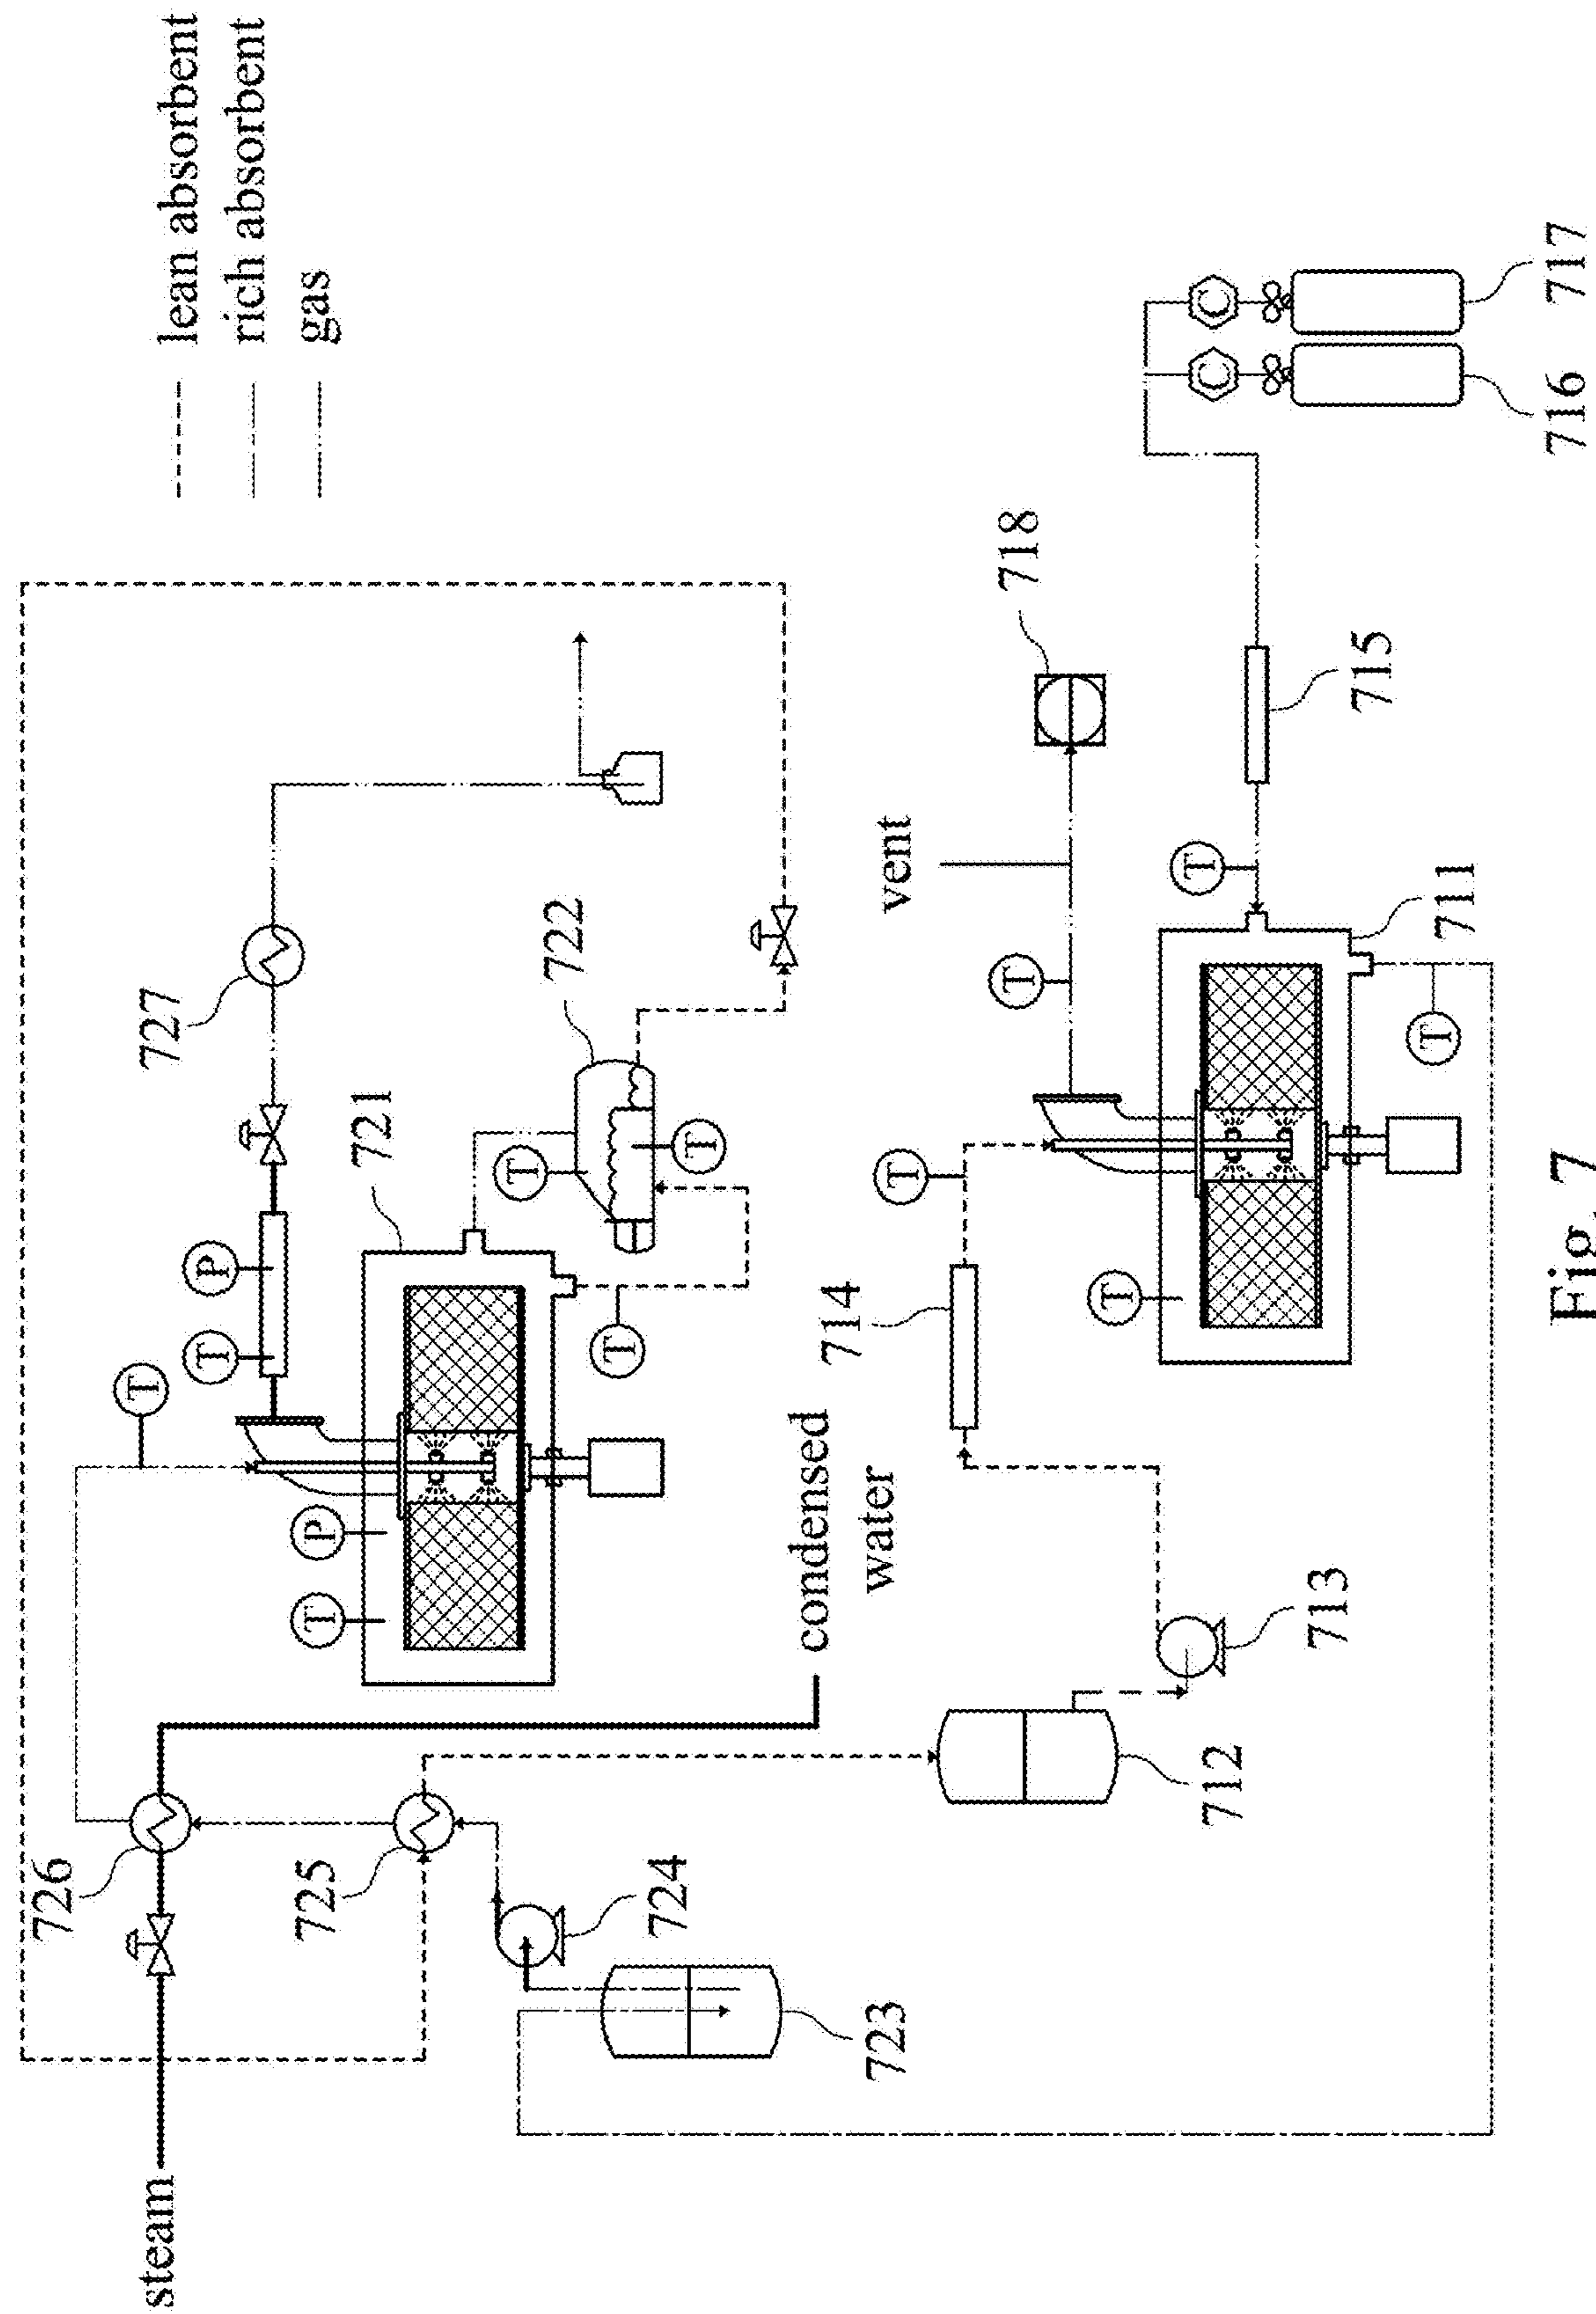 726
T
steam
727
lean absorbent
T
P
rich absorbent
725
T
P
gas
721
T
722
T
724
T
condensed
water
714
723
T
vent
T
718
T
T
C
C
712
713
715
T
711
716
717
Fig. 7